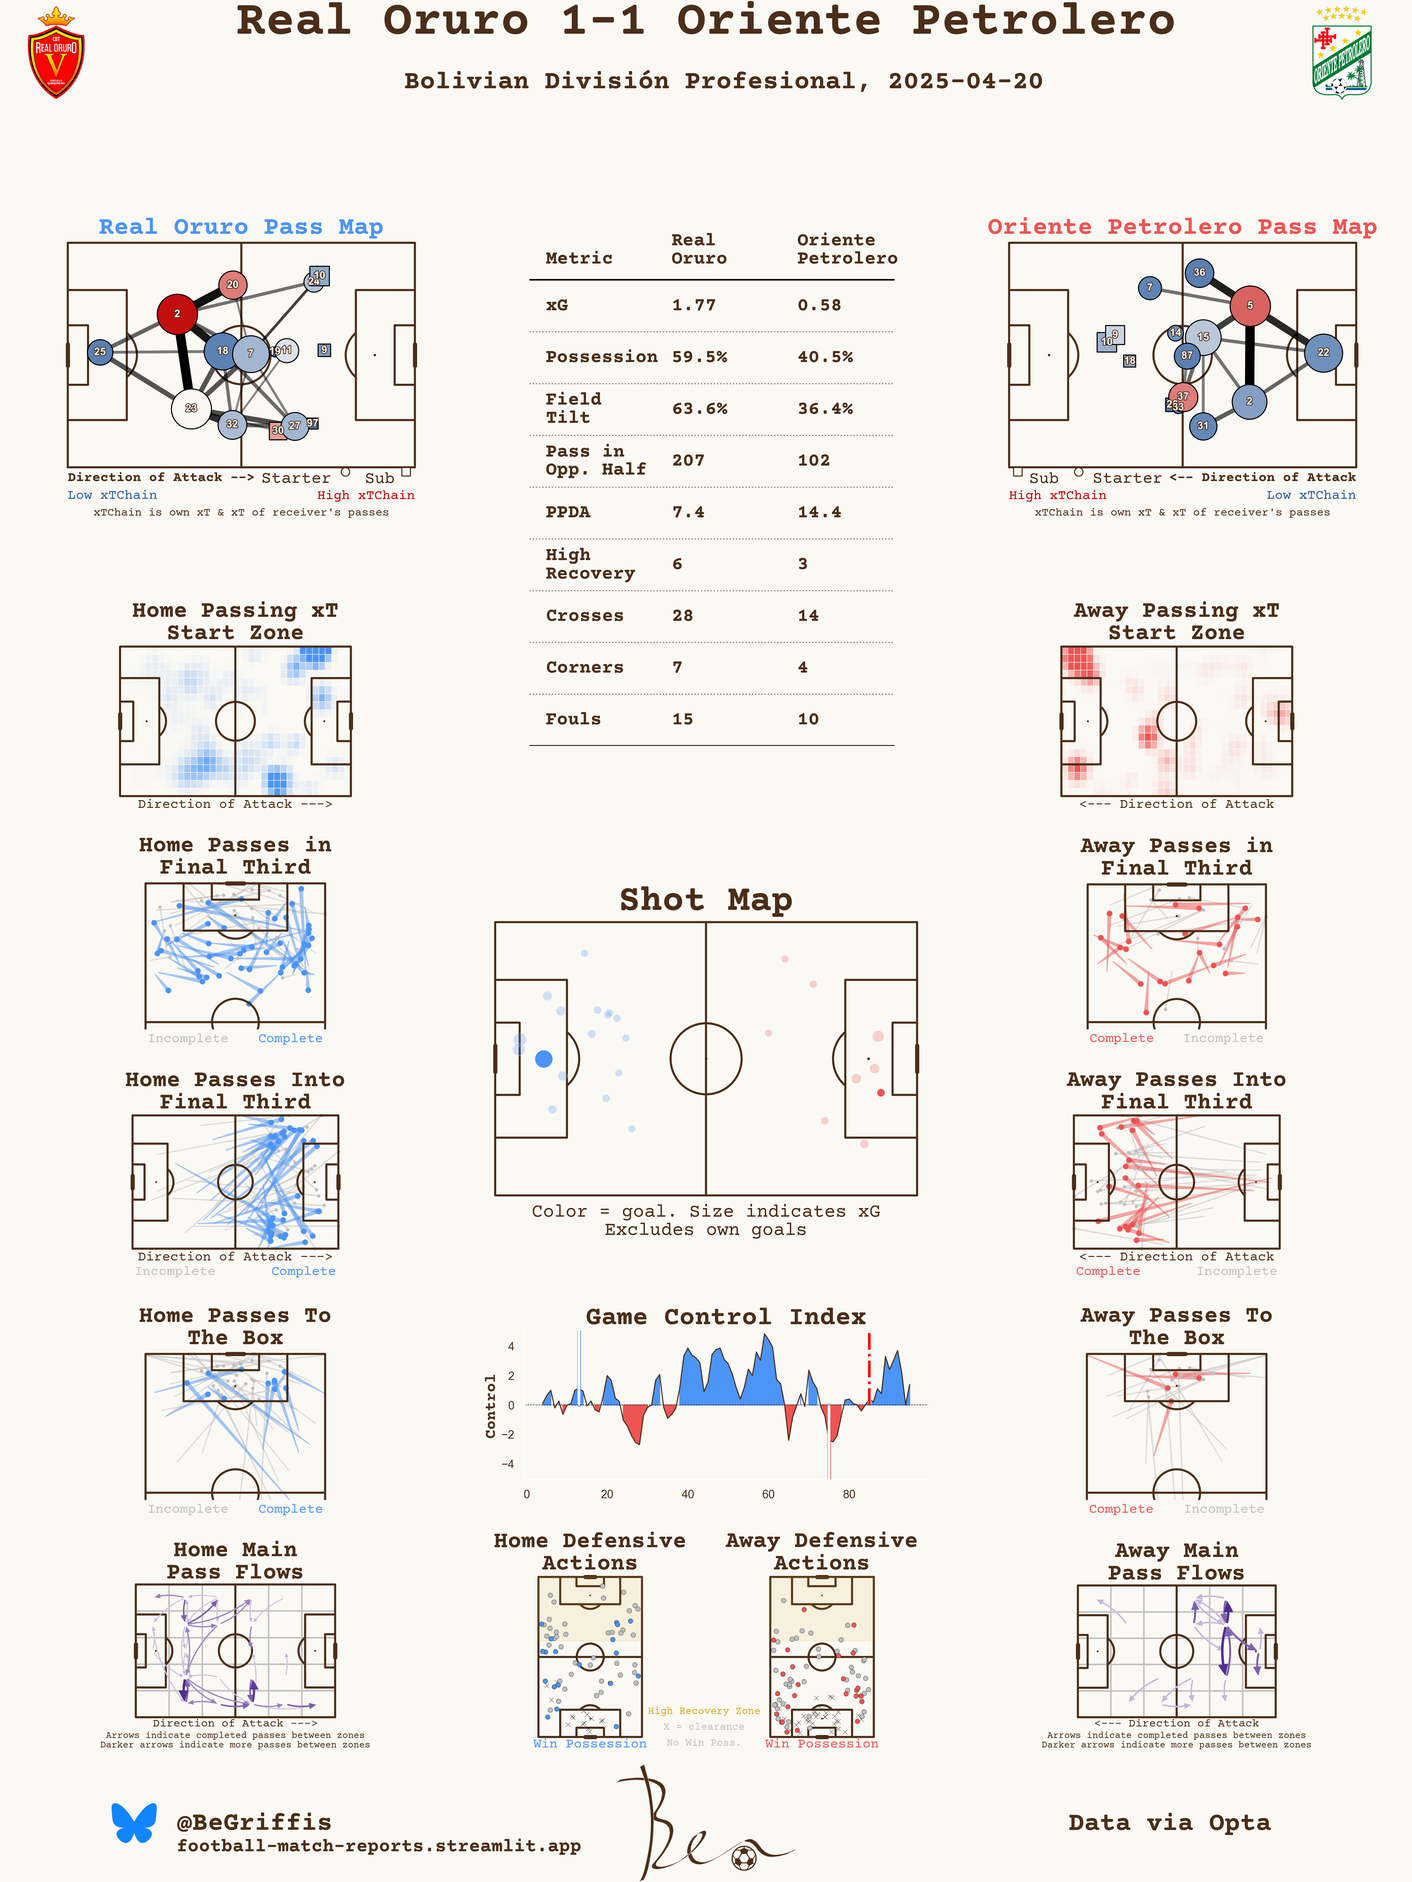 Real Oruro 1-1 Oriente Petrolero
Bolivian División Profesional, 2025-04-20
REAL ORURO
V
ORIENTE PETROLERO
Real Oruro Pass Map
2
20
24
10
25
18
7
19
11
9
23
32
30
27
97
Direction of Attack --> Starter Sub
Low xTChain High xTChain
xTChain is own xT & xT of receiver's passes
Metric Real Oruro Oriente Petrolero
xG 1.77 0.58
Possession 59.5% 40.5%
Field Tilt 63.6% 36.4%
Pass in Opp. Half 207 102
PPDA 7.4 14.4
High Recovery 6 3
Crosses 28 14
Corners 7 4
Fouls 15 10
Oriente Petrolero Pass Map
36
7
5
14
15
9
10
18
87
22
37
33
2
31
Sub Starter <-- Direction of Attack
High xTChain Low xTChain
xTChain is own xT & xT of receiver's passes
Home Passing xT
Start Zone
Direction of Attack --->
Away Passing xT
Start Zone
<--- Direction of Attack
Home Passes in
Final Third
Incomplete Complete
Away Passes in
Final Third
Complete Incomplete
Shot Map
Color = goal. Size indicates xG
Excludes own goals
Home Passes Into
Final Third
Direction of Attack --->
Incomplete Complete
Away Passes Into
Final Third
<--- Direction of Attack
Complete Incomplete
Home Passes To
The Box
Incomplete Complete
Game Control Index
Control
4
2
0
−2
−4
0 20 40 60 80
Away Passes To
The Box
Complete Incomplete
Home Main
Pass Flows
Direction of Attack --->
Arrows indicate completed passes between zones
Darker arrows indicate more passes between zones
Home Defensive
Actions
Win Possession
Away Defensive
Actions
Win Possession
High Recovery Zone
X = clearance
No Win Poss.
Away Main
Pass Flows
<--- Direction of Attack
Arrows indicate completed passes between zones
Darker arrows indicate more passes between zones
@BeGriffis
football-match-reports.streamlit.app
Ben
Data via Opta